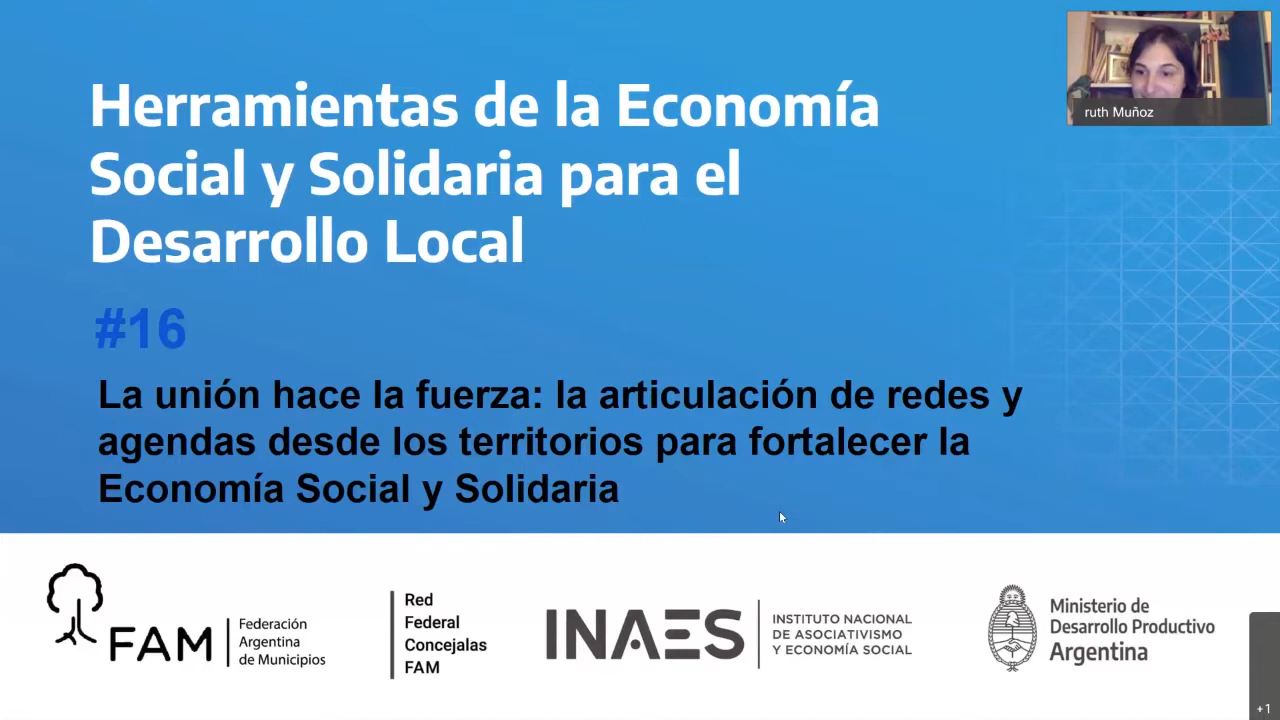 Herramientas de la Economía
Social y Solidaria para el
Desarrollo Local
ruth Muñoz
#16
La unión hace la fuerza: la articulación de redes y
agendas desde los territorios para fortalecer la
Economía Social y Solidaria
FAM
Federación
Argentina
de Municipios
Red
Federal
Concejalas
FAM
INAES
INSTITUTO NACIONAL
DE ASOCIATIVISMO
Y ECONOMÍA SOCIAL
Ministerio de
Desarrollo Productivo
Argentina
+1